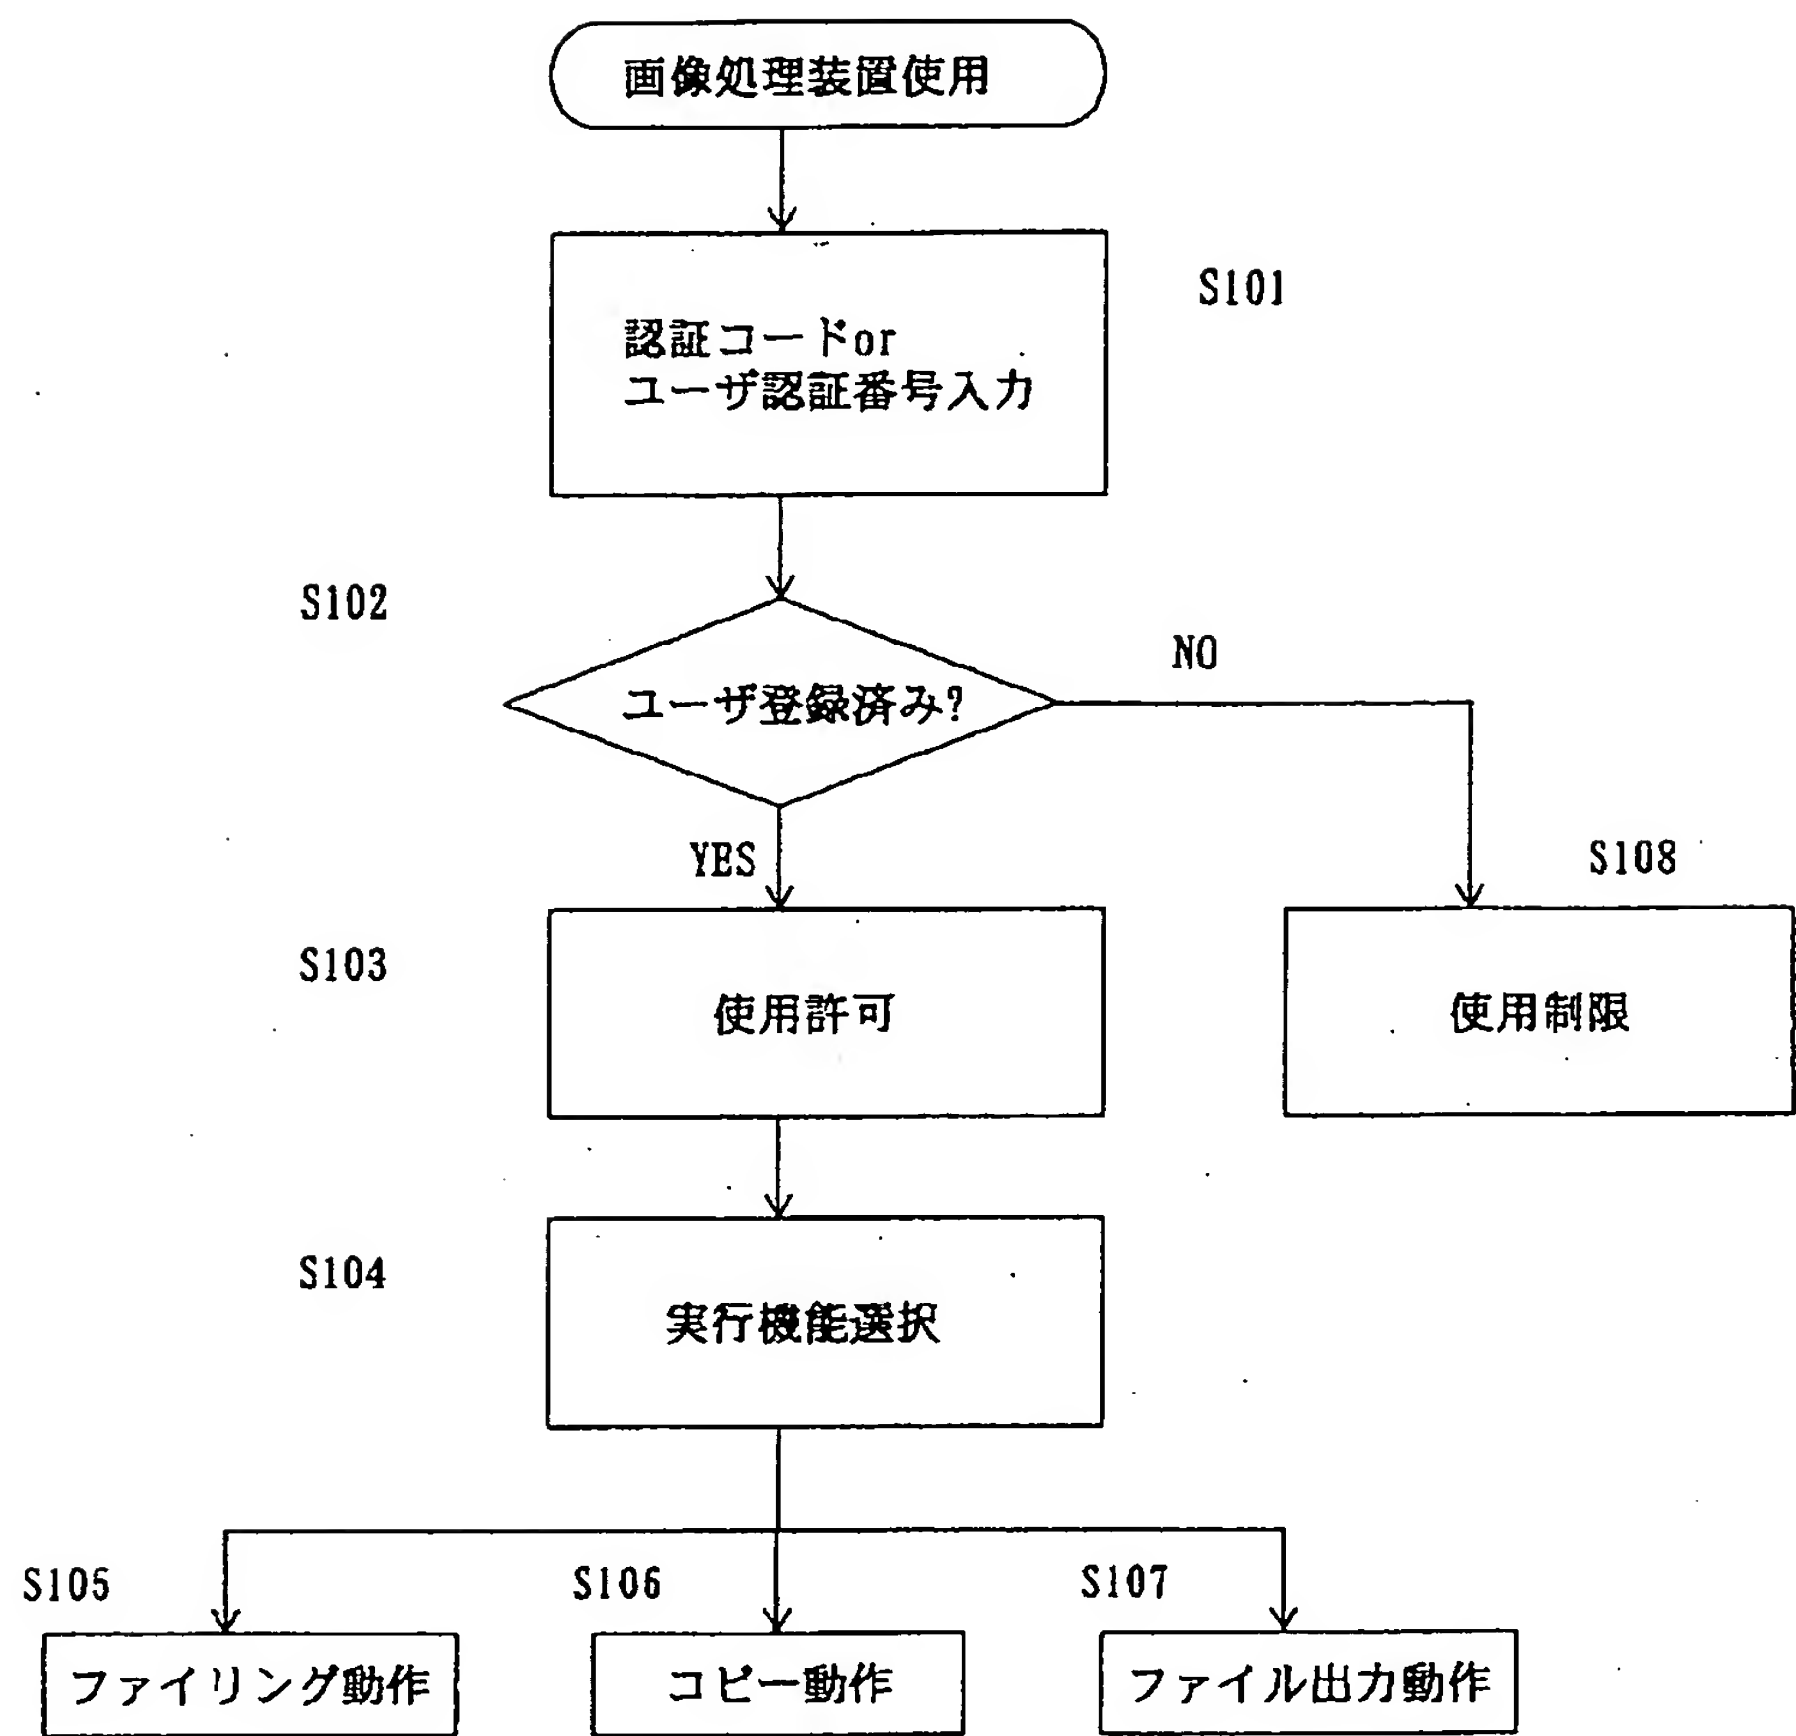 画像処理装置使用
S101
認証コードor
ユーザ認証番号入力
S102
ユーザ登録済み?
NO
YES
S108
S103
使用許可
使用制限
S104
実行機能選択
S105
S106
S107
ファイリング動作
コピー動作
ファイル出力動作